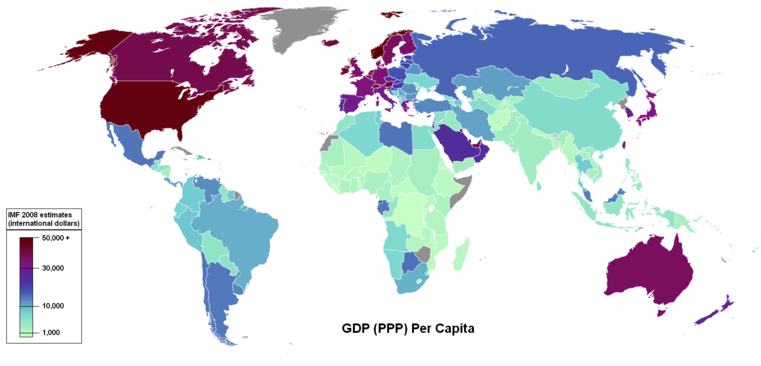 IMF 2008 estimates
(international dollars)
50,000 +
30,000
10,000
1,000
GDP (PPP) Per Capita